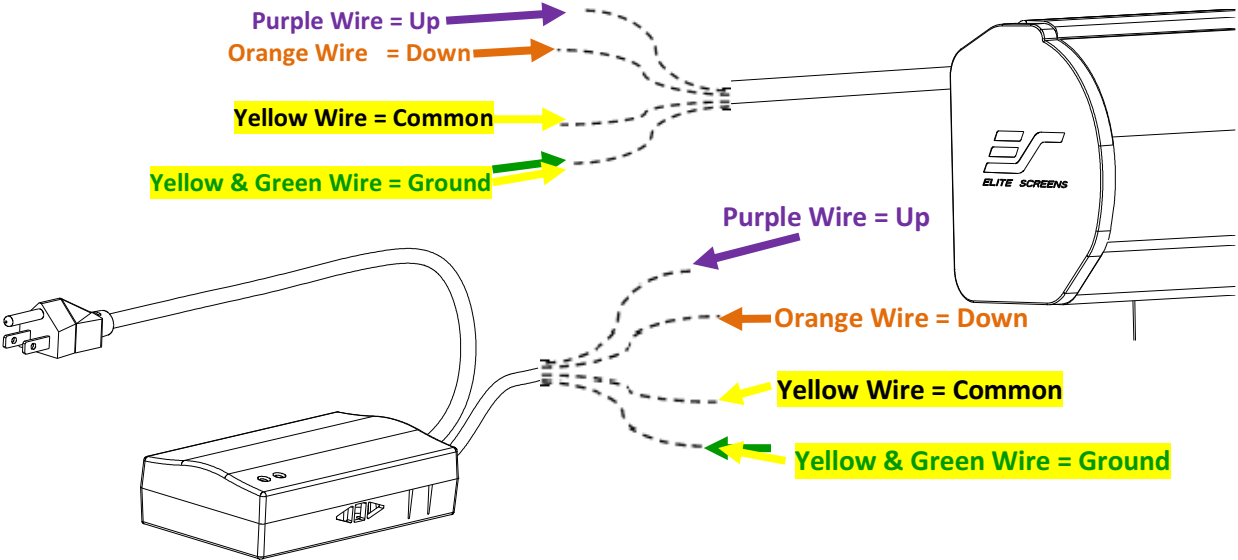 Purple Wire = Up
Orange Wire = Down
Yellow Wire = Common
Yellow & Green Wire = Ground
ELITE SCREENS
Purple Wire = Up
Orange Wire = Down
Yellow Wire = Common
Yellow & Green Wire = Ground